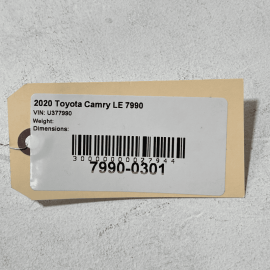 2020 Toyota Camry LE 7990
VIN: U377990
Weight:
Dimensions:
3000000027944
7990-0301